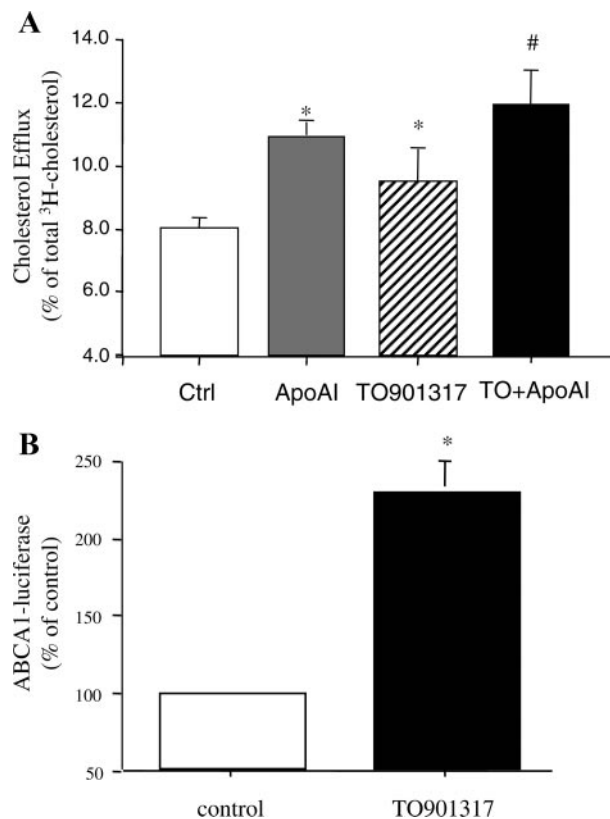 A
Cholesterol Efflux
(% of total ³H-cholesterol)
14.0
12.0
10.0
8.0
6.0
4.0
*
*
#
Ctrl ApoAI TO901317 TO+ApoAI
B
ABCA1-luciferase
(% of control)
250
200
150
100
50
*
control TO901317